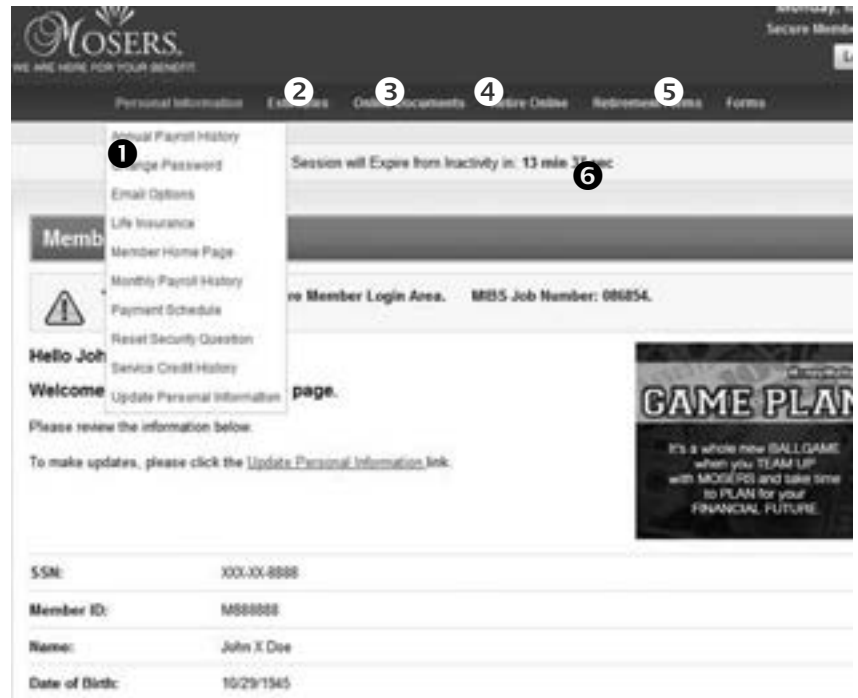 Monday,
Secure Membe
MOSERS.
WE ARE HERE FOR YOUR BENEFIT
2 3 4 5
Personal Information Online Documents Retire Online Forms
Annual Payroll History
1 Change Password
Session will Expire from Inactivity in: 13 min
6
Email Options
Life Insurance
Memb
Member Home Page
Monthly Payroll History
re Member Login Area. MIBS Job Number: 086854.
Payment Schedule
Reset Security Question
Hello Joh
Service Credit History
Welcome page.
Update Personal Information
GAME PLAN
Please review the information below.
It's a whole new BALLGAME
when you TEAM UP
To make updates, please click the Update Personal Information link.
with MOSERS and take time
to PLAN for your
FINANCIAL FUTURE.
SSN: XXX-XX-8888
Member ID: M888888
Name: John X Doe
Date of Birth: 10/29/1945